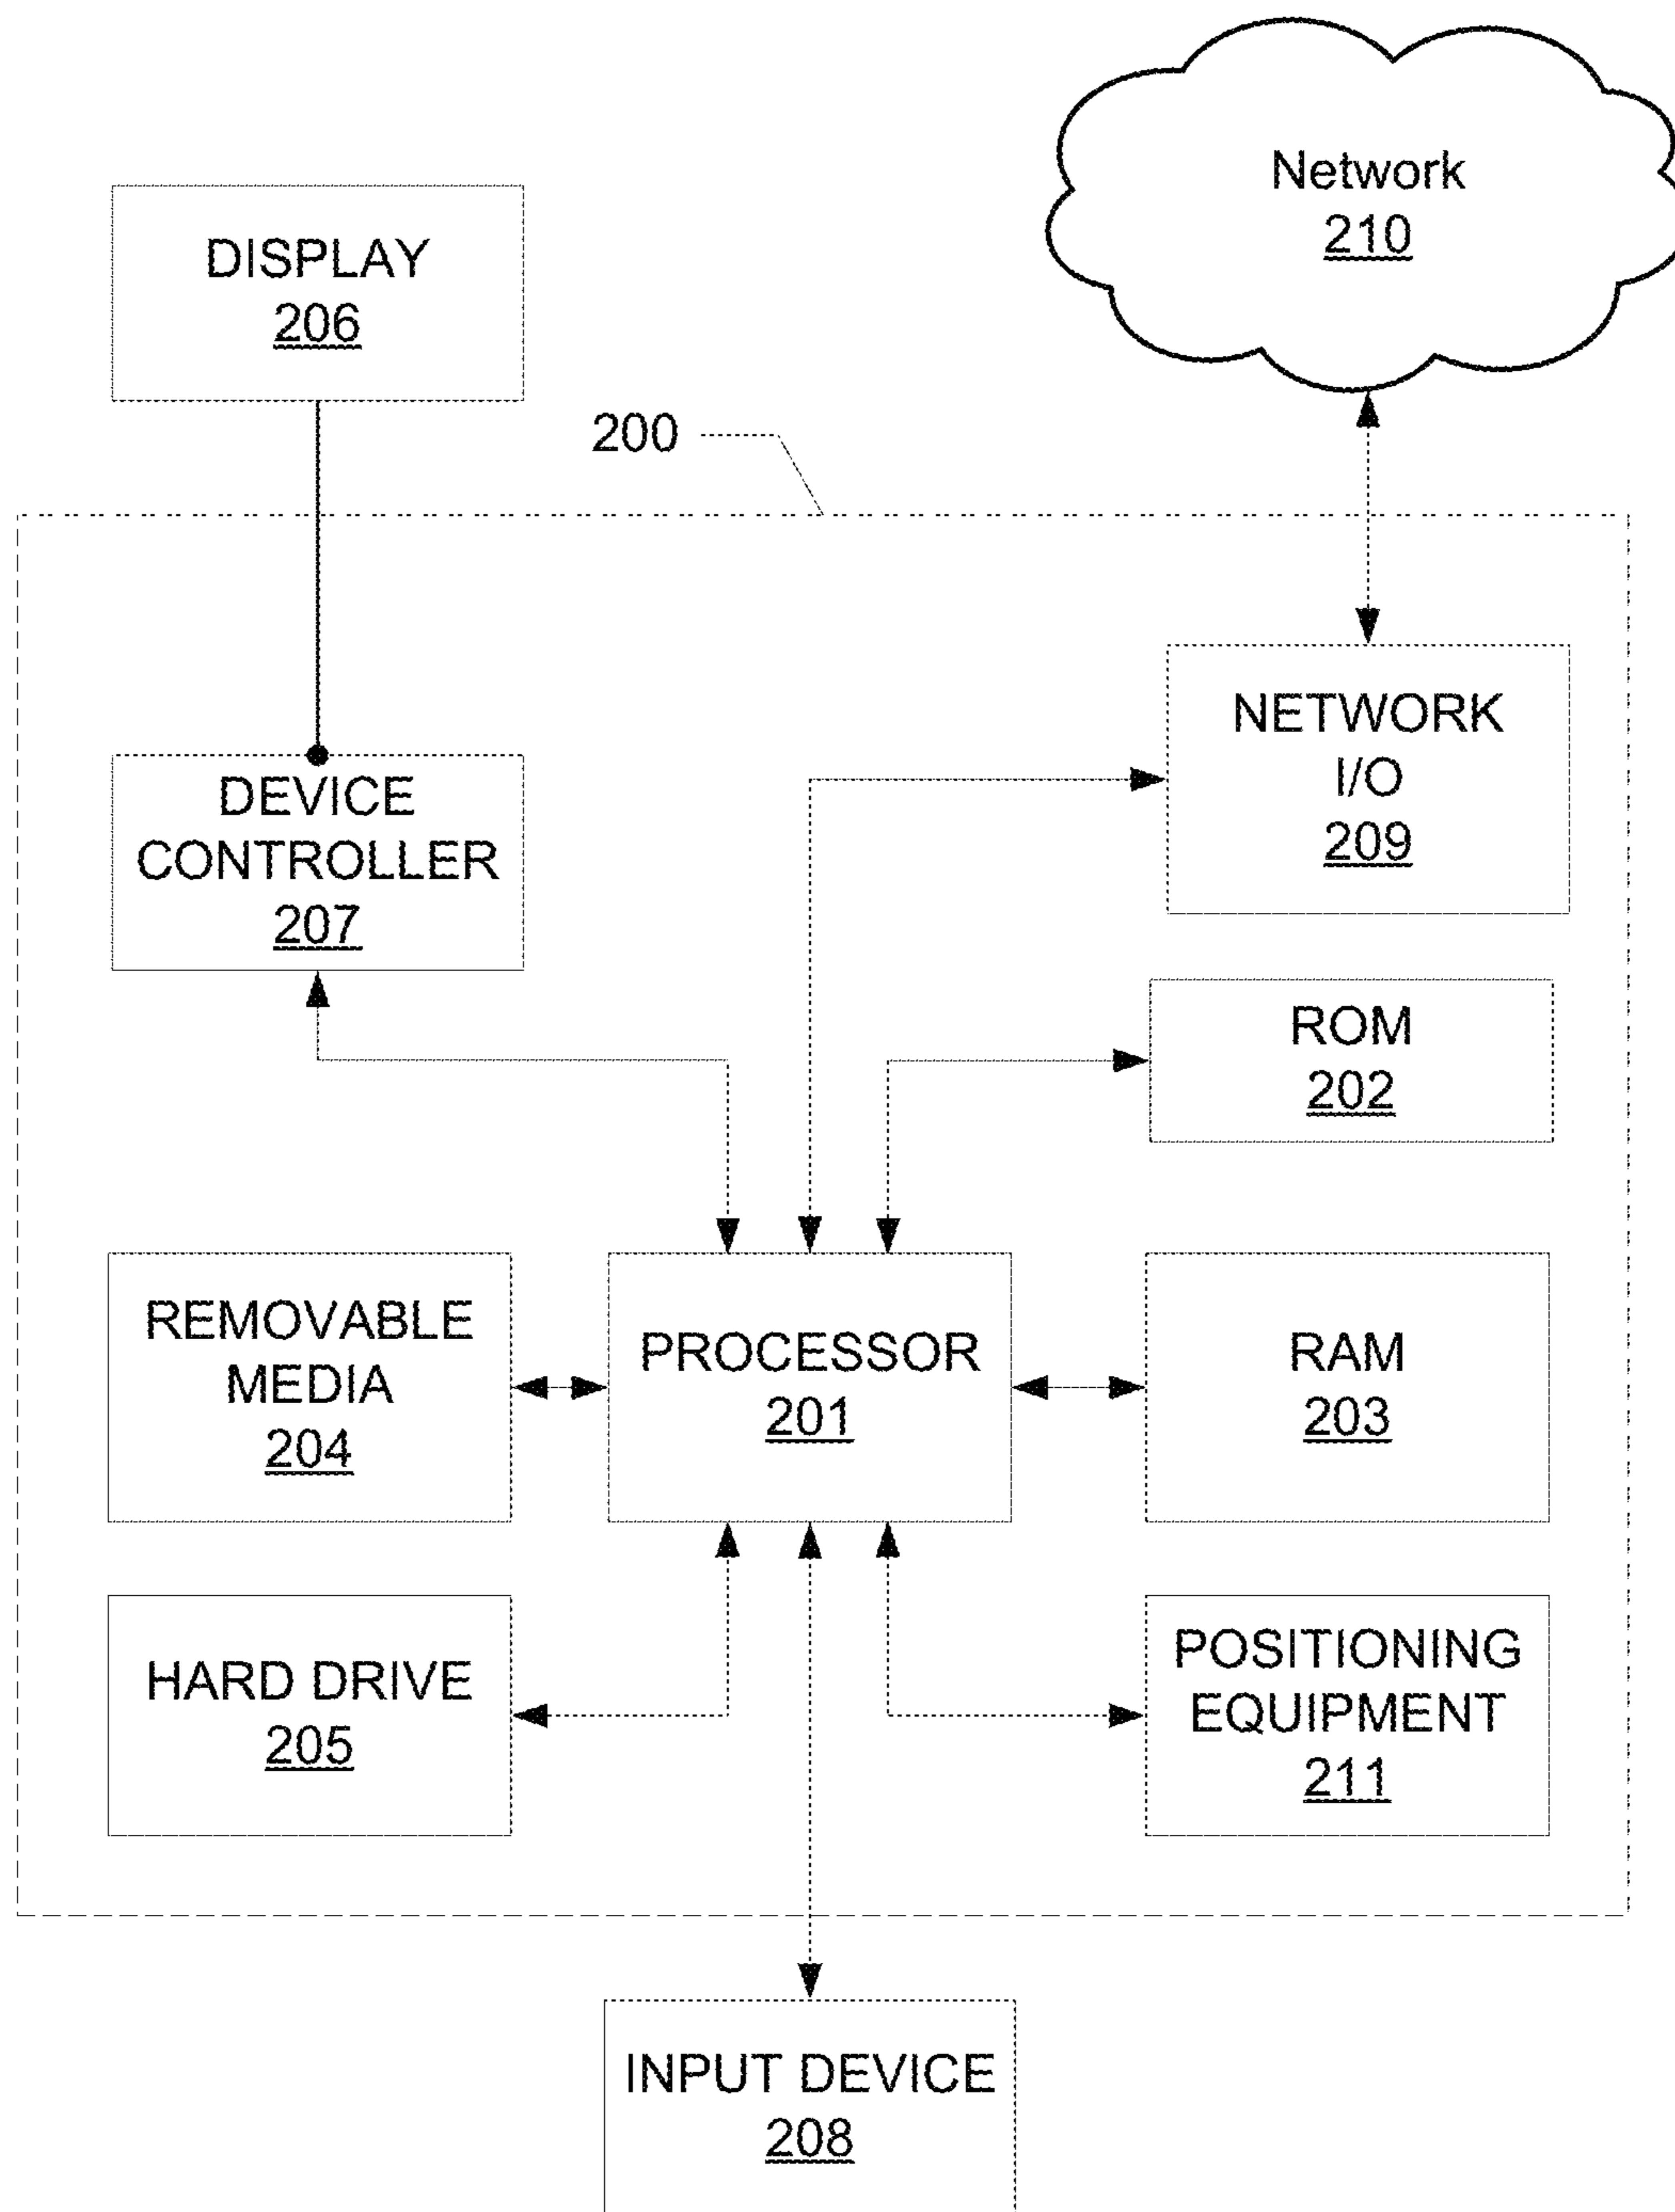 Network
210
DISPLAY
206
200
NETWORK
I/O
209
DEVICE
CONTROLLER
207
ROM
202
REMOVABLE
MEDIA
204
PROCESSOR
201
RAM
203
HARD DRIVE
205
POSITIONING
EQUIPMENT
211
INPUT DEVICE
208